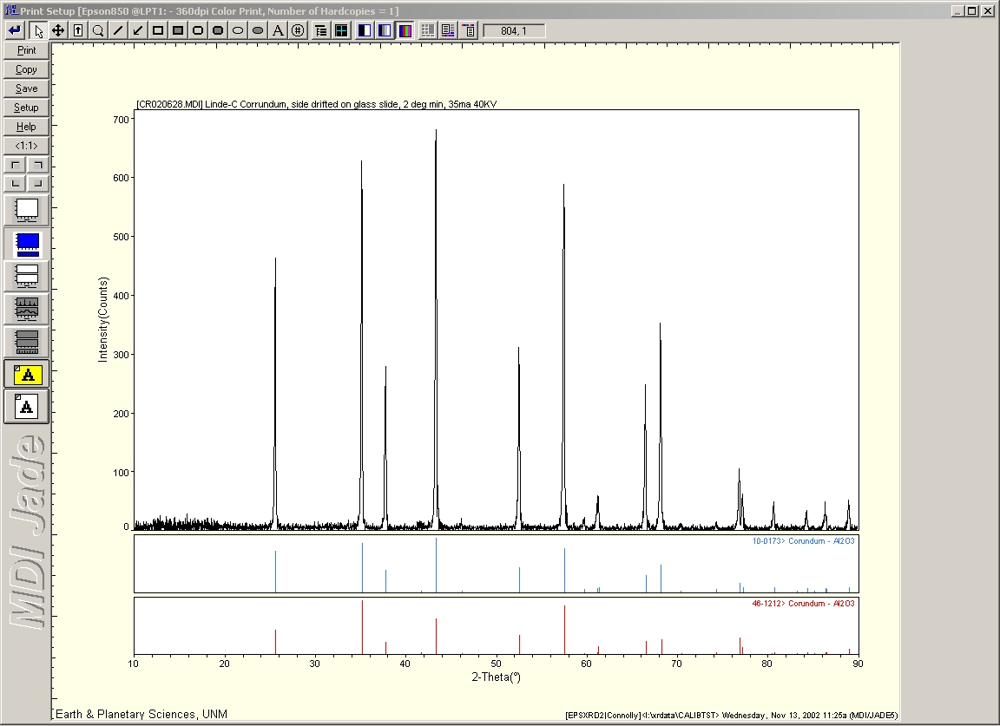 Print Setup [Epson850 @LPT1: - 360dpi Color Print, Number of Hardcopies = 1]
A # 804, 1
Print
Copy
Save
Setup
Help
<1:1>
A
A
MDI Jade
[CR020628.MDI] Linde-C Corrundum, side drifted on glass slide, 2 deg min, 35ma 40KV
Intensity(Counts)
700
600
500
400
300
200
100
0
10-0173> Corundum - Al2O3
46-1212> Corundum - Al2O3
10 20 30 40 50 60 70 80 90
2-Theta(°)
[Earth & Planetary Sciences, UNM
[EPSXRD2|Connolly]<I:\xrdata\CALIBTST> Wednesday, Nov 13, 2002 11:25a (MDI/JADE5)